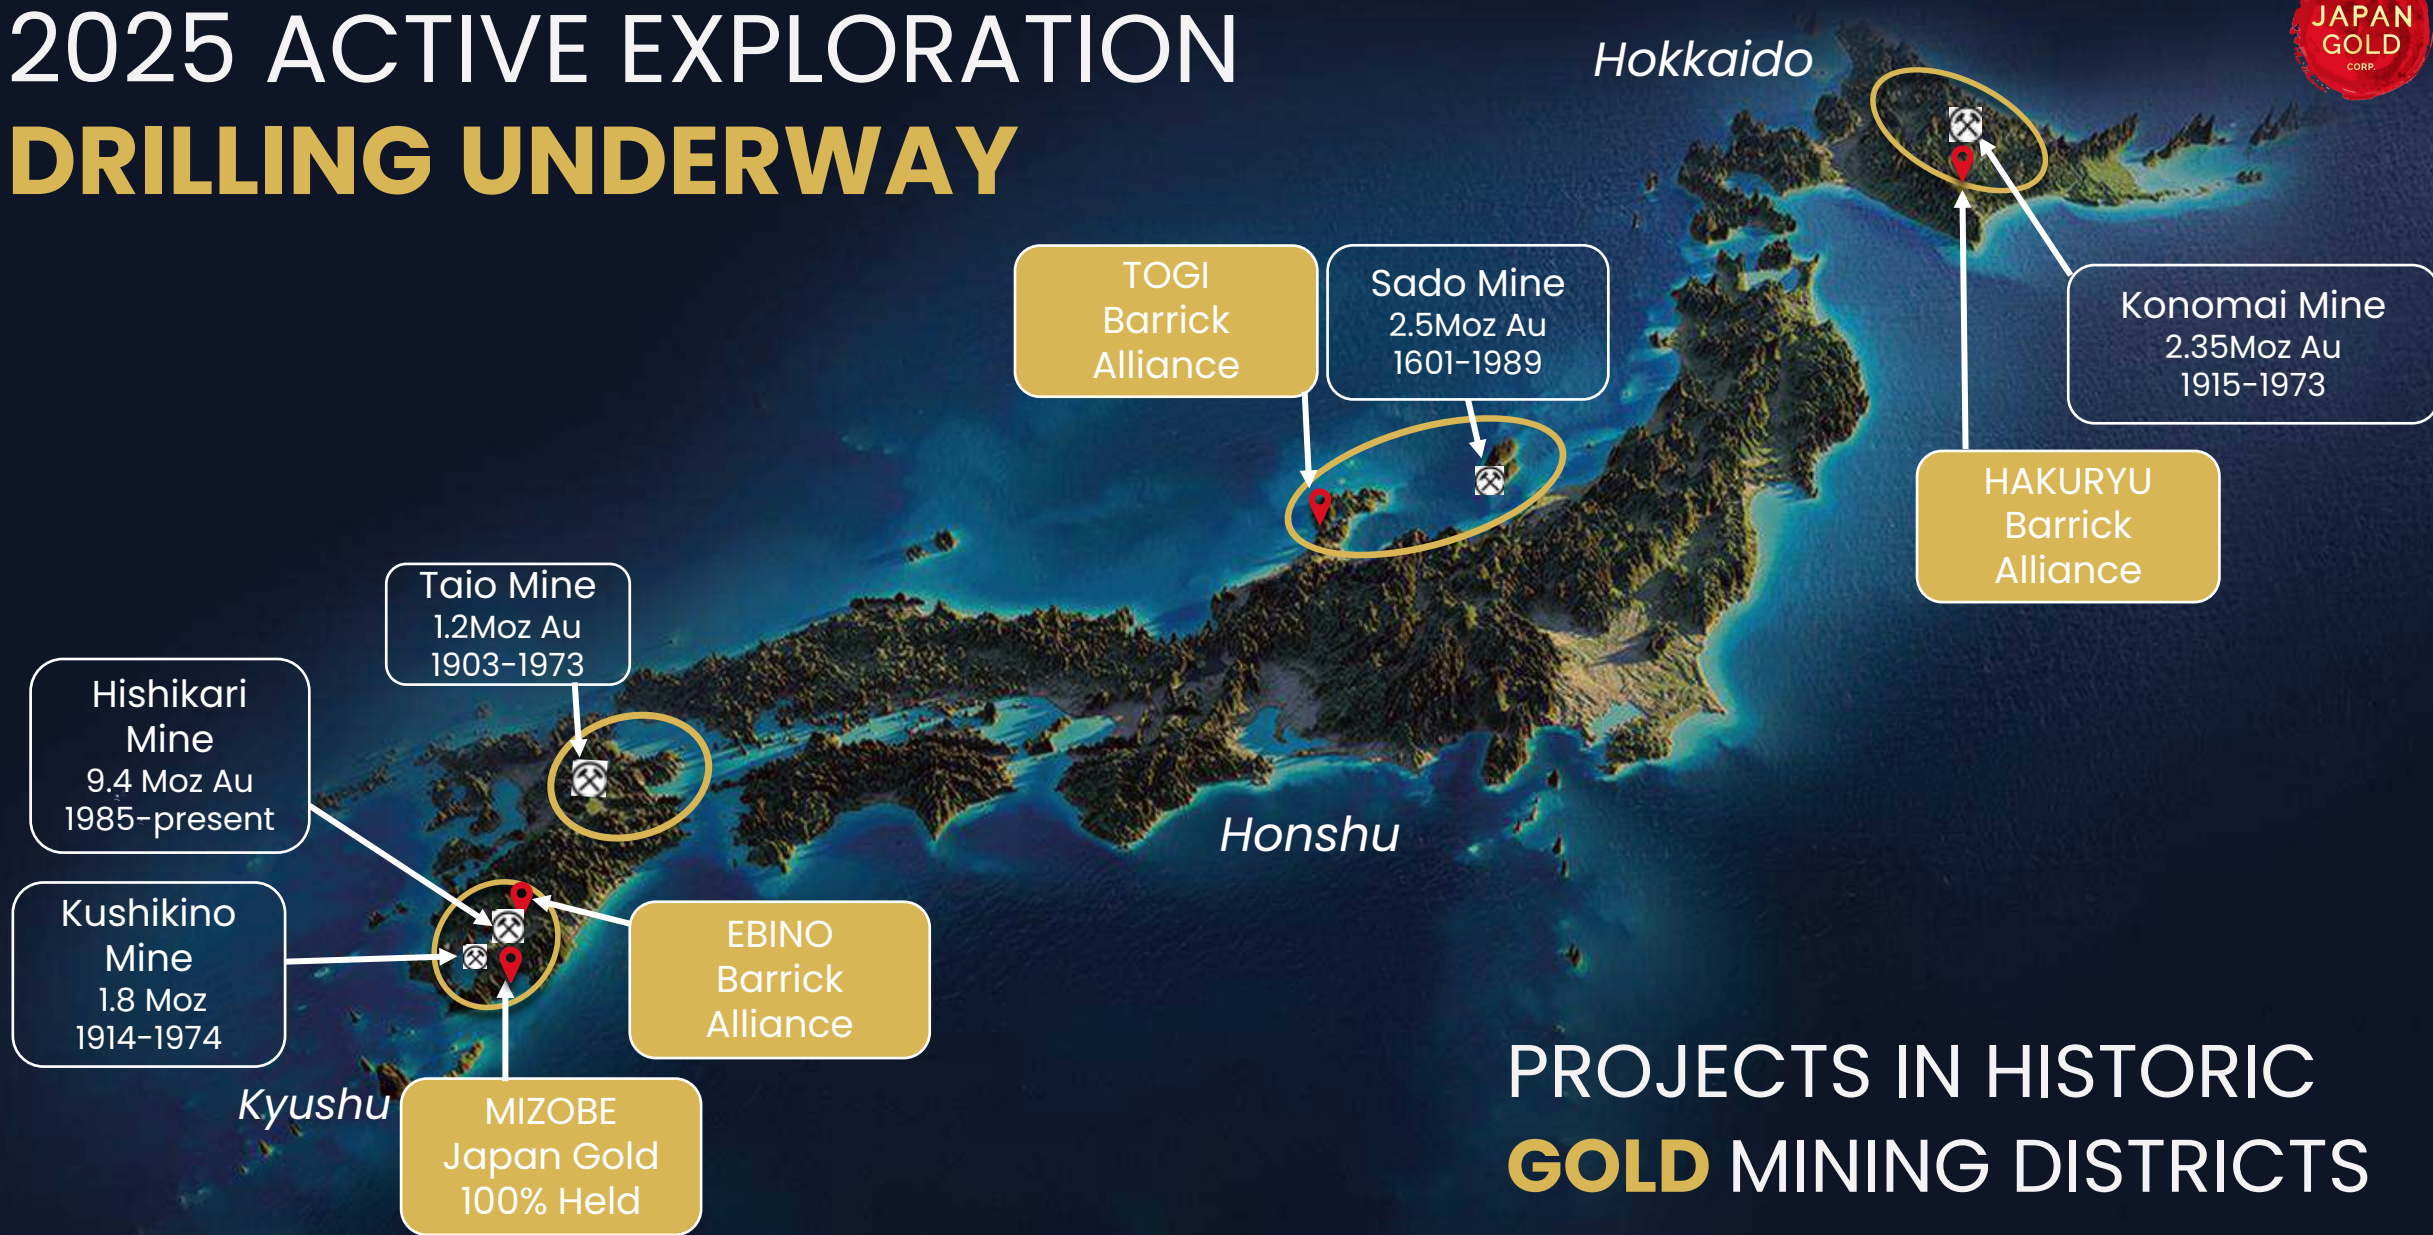 2025 ACTIVE EXPLORATION
DRILLING UNDERWAY
JAPAN
GOLD
CORP.
Hokkaido
TOGI
Barrick
Alliance
Sado Mine
2.5Moz Au
1601-1989
Konomai Mine
2.35Moz Au
1915-1973
HAKURYU
Barrick
Alliance
Taio Mine
1.2Moz Au
1903-1973
Hishikari
Mine
9.4 Moz Au
1985-present
Honshu
Kushikino
Mine
1.8 Moz
1914-1974
EBINO
Barrick
Alliance
Kyushu
MIZOBE
Japan Gold
100% Held
PROJECTS IN HISTORIC
GOLD MINING DISTRICTS